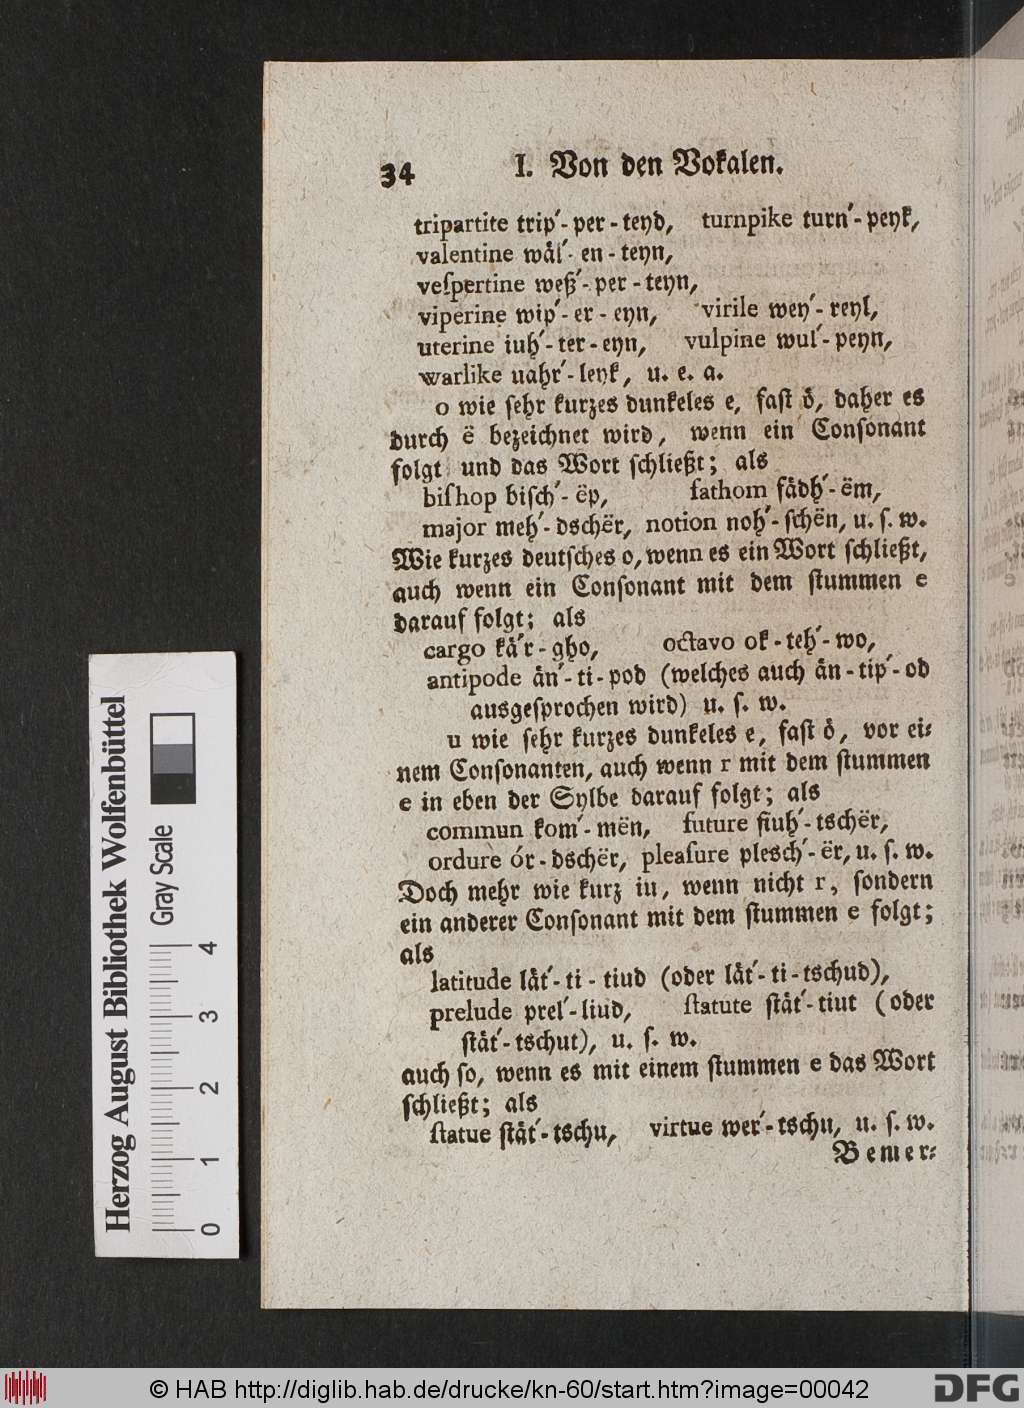 34 I. Von den Vokalen.
tripartite trip´-per-teyd, turnpike turn´-peyk,
valentine wäl´-en-teyn,
veſpertine weß´-per-teyn,
viperine wip´-er-eyn, virile wey´-reyl,
uterine iuh´-ter-eyn, vulpine wul´-peyn,
warlike uahr´-leyk, u. e. a.
o wie ſehr kurzes dunkeles e, faſt ö, daher es
durch ë bezeichnet wird, wenn ein Conſonant
folgt und das Wort ſchließt; als
biſhop biſch´-ëp, fathom fädh´-ëm,
major meh´-dschër, notion noh´-ſchën, u. ſ. w.
Wie kurzes deutſches o, wenn es ein Wort ſchließt,
auch wenn ein Conſonant mit dem ſtummen e
darauf folgt; als
cargo kä´r-gho, octavo ok-teh´-wo,
antipode än´-ti-pod (welches auch än-tip´-od
ausgeſprochen wird) u. ſ. w.
u wie ſehr kurzes dunkeles e, faſt ö, vor ei⸗
nem Conſonanten, auch wenn r mit dem ſtummen
e in eben der Sylbe darauf folgt; als
commun kom´-mën, future fiuh´-tschër,
ordure ór-dschër, pleaſure plesch´-ër, u. ſ. w.
Doch mehr wie kurz iu, wenn nicht r, ſondern
ein anderer Conſonant mit dem ſtummen e folgt;
als
latitude lät´-ti-tiud (oder lät´-ti-tschud),
prelude prel´-liud, ſtatute ſtät´-tiut (oder
ſtät´-tschut), u. ſ. w.
auch ſo, wenn es mit einem ſtummen e das Wort
ſchließt; als
ſtatue ſtät´-tschu, virtue wer´-tschu, u. ſ. w.
Bemer⸗
Herzog August Bibliothek Wolfenbüttel
Gray Scale
0 1 2 3 4
© HAB http://diglib.hab.de/drucke/kn-60/start.htm?image=00042
DFG